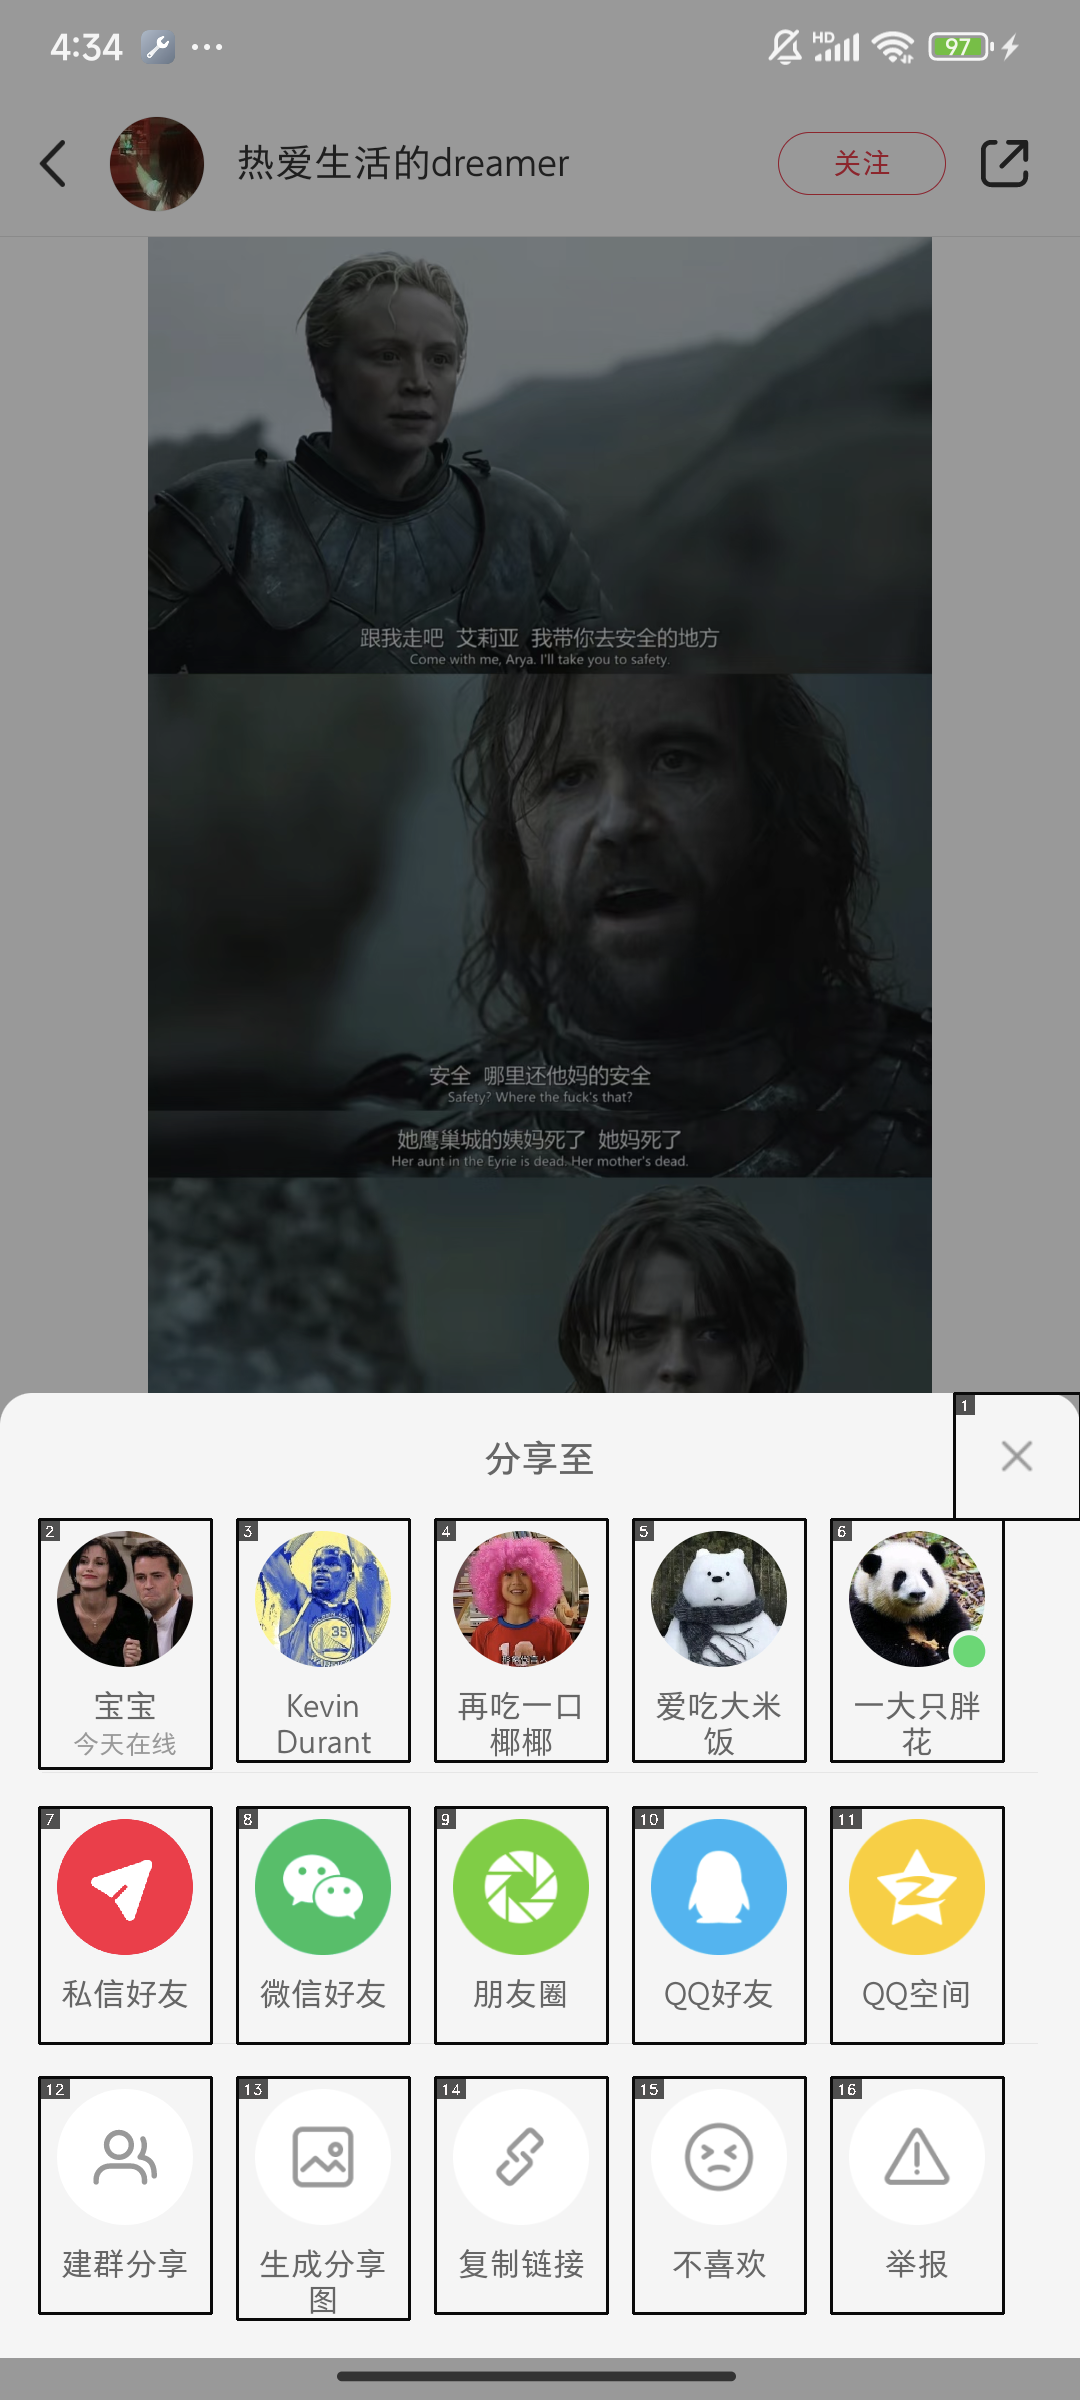 4:34
HD
97
热爱生活的dreamer
关注
跟我走吧 艾莉亚 我带你去安全的地方
Come with me, Arya. I'll take you to safety.
安全 哪里还他妈的安全
Safety? Where the fuck's that?
她鹰巢城的姨妈死了 她妈死了
Her aunt in the Eyrie is dead. Her mother's dead.
分享至
1
2
3
4
5
6
宝宝
今天在线
Kevin
Durant
再吃一口
椰椰
爱吃大米
饭
一大只胖
花
7
8
9
10
11
私信好友
微信好友
朋友圈
QQ好友
QQ空间
12
13
14
15
16
建群分享
生成分享
图
复制链接
不喜欢
举报